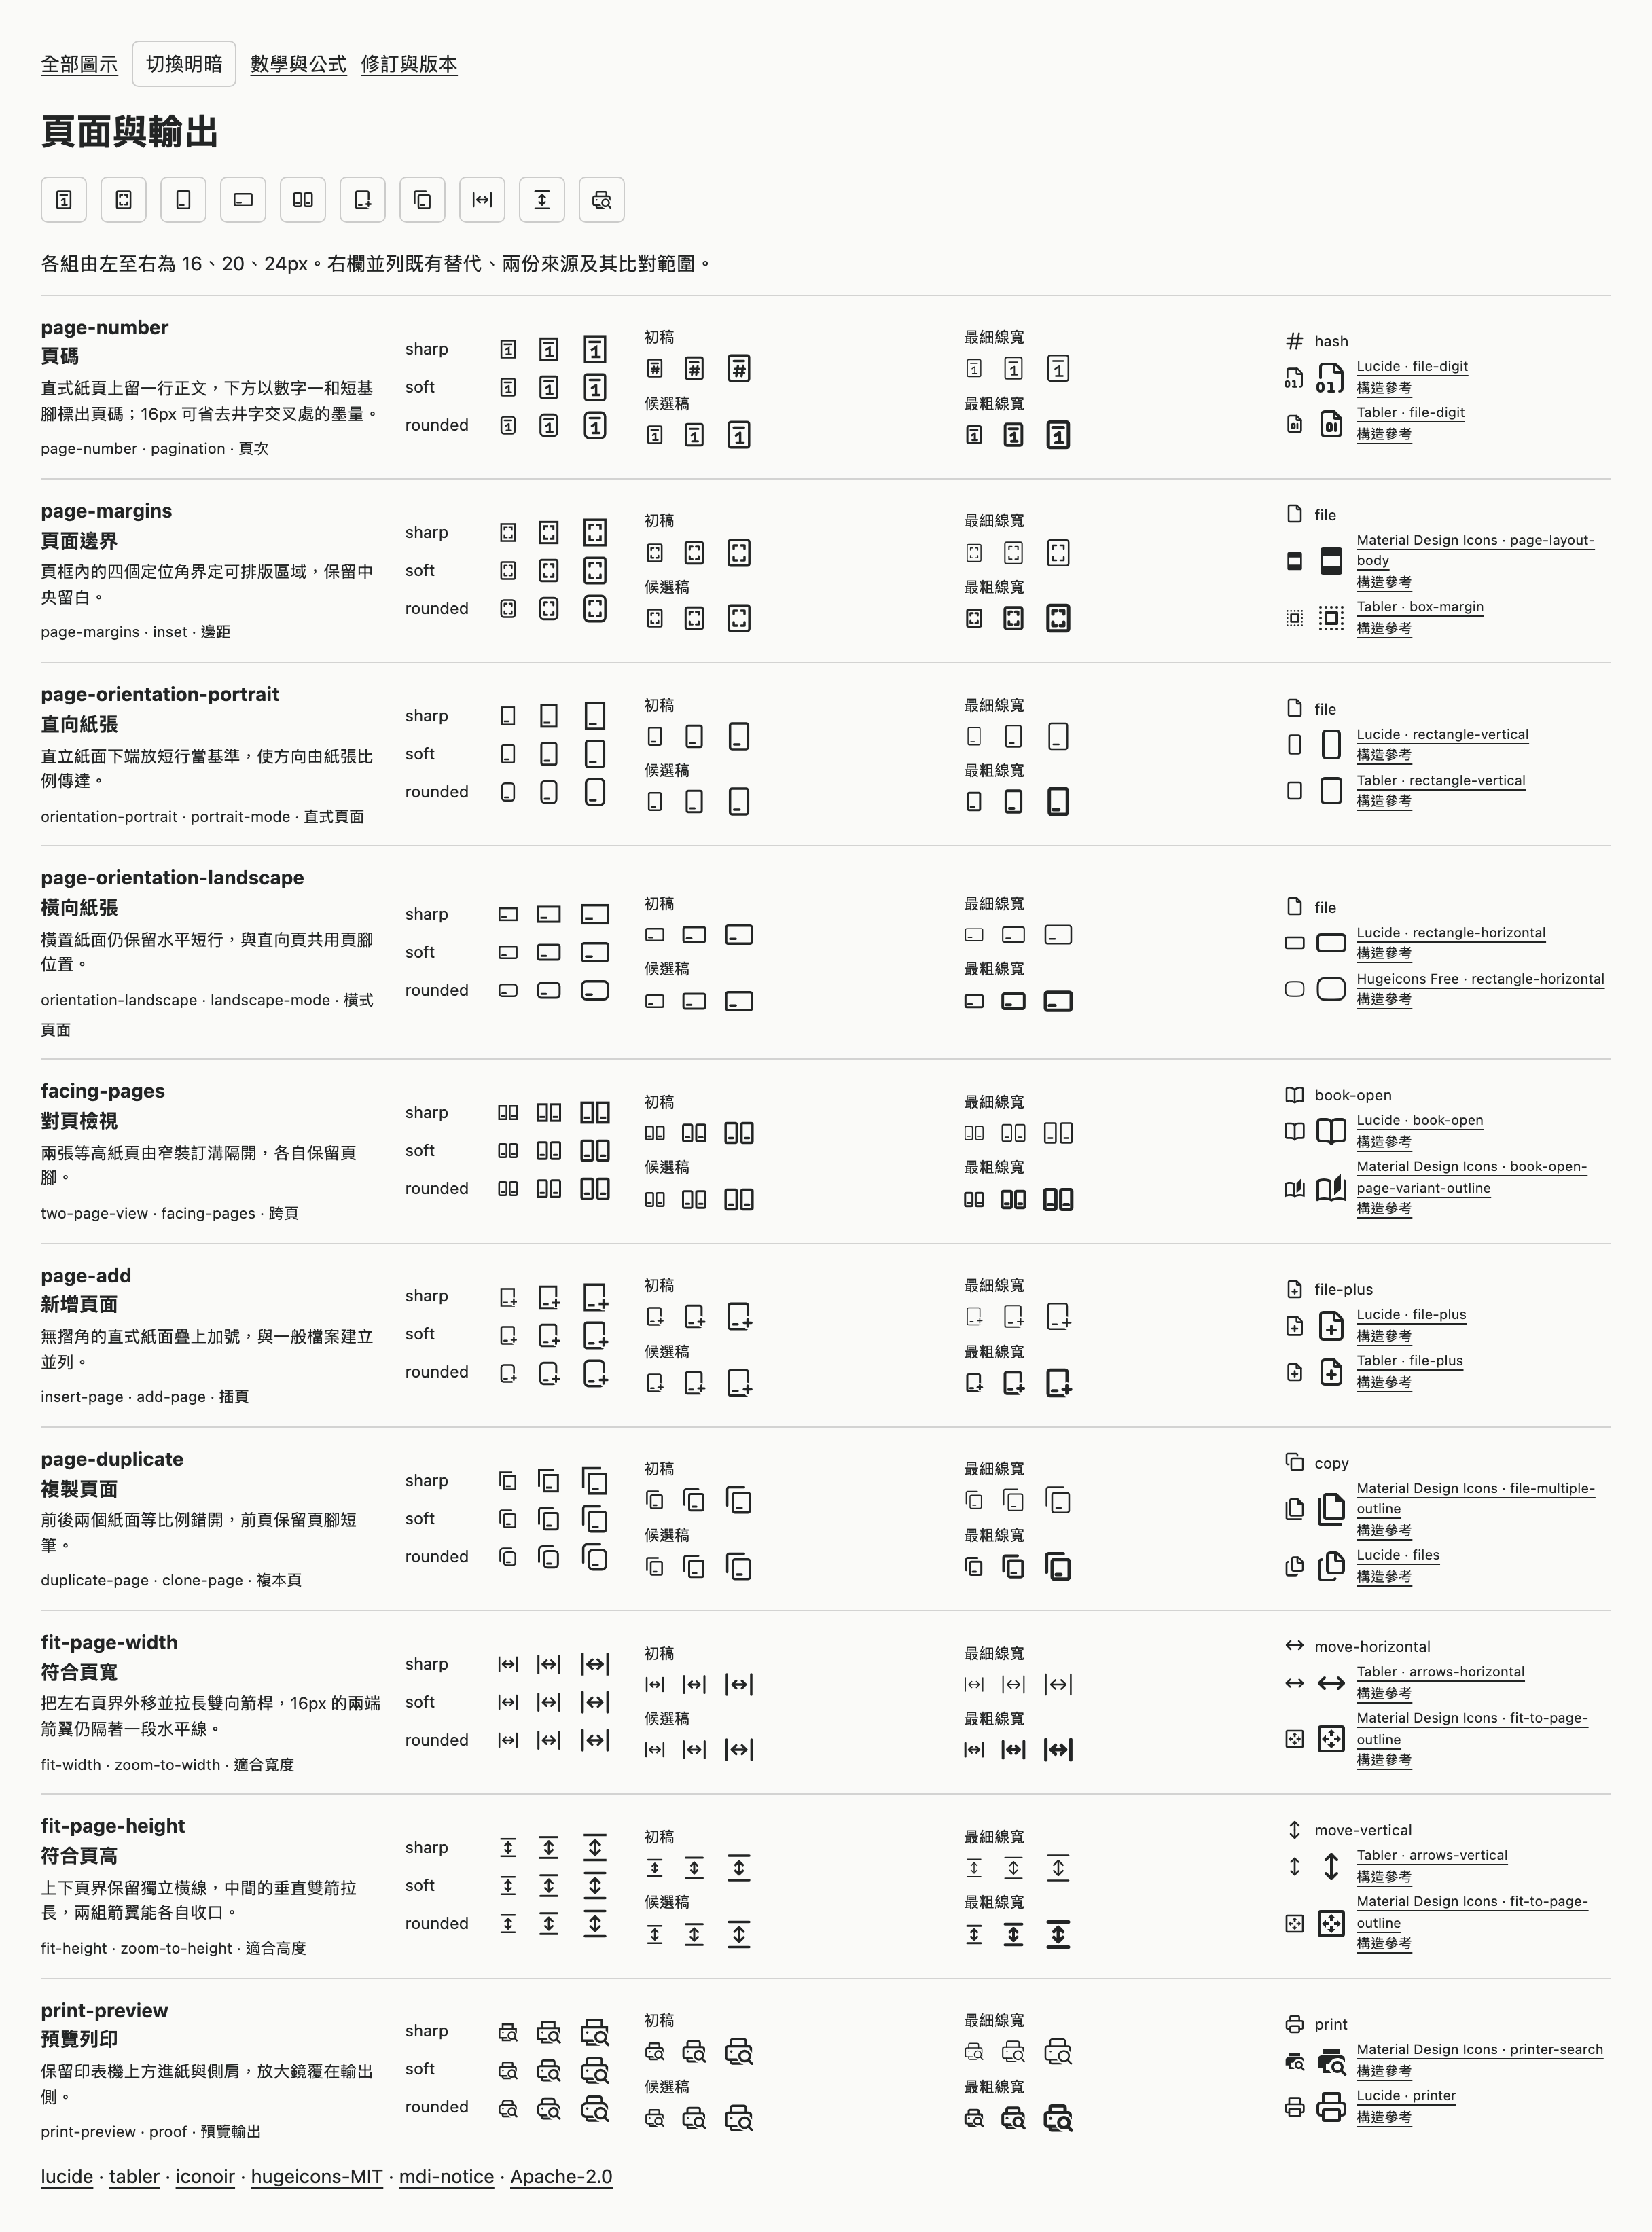 全部圖示 切換明暗 數學與公式 修訂與版本
頁面與輸出
各組由左至右為 16、20、24px。右欄並列既有替代、兩份來源及其比對範圍。
page-number
頁碼
直式紙頁上留一行正文，下方以數字一和短基
腳標出頁碼；16px 可省去井字交叉處的墨量。
page-number · pagination · 頁次
sharp
soft
rounded
初稿
候選稿
最細線寬
最粗線寬
hash
Lucide · file-digit
構造參考
Tabler · file-digit
構造參考
page-margins
頁面邊界
頁框內的四個定位角界定可排版區域，保留中
央留白。
page-margins · inset · 邊距
sharp
soft
rounded
初稿
候選稿
最細線寬
最粗線寬
file
Material Design Icons · page-layout-
body
構造參考
Tabler · box-margin
構造參考
page-orientation-portrait
直向紙張
直立紙面下端放短行當基準，使方向由紙張比
例傳達。
orientation-portrait · portrait-mode · 直式頁面
sharp
soft
rounded
初稿
候選稿
最細線寬
最粗線寬
file
Lucide · rectangle-vertical
構造參考
Tabler · rectangle-vertical
構造參考
page-orientation-landscape
橫向紙張
橫置紙面仍保留水平短行，與直向頁共用頁腳
位置。
orientation-landscape · landscape-mode · 橫式
頁面
sharp
soft
rounded
初稿
候選稿
最細線寬
最粗線寬
file
Lucide · rectangle-horizontal
構造參考
Hugeicons Free · rectangle-horizontal
構造參考
facing-pages
對頁檢視
兩張等高紙頁由窄裝訂溝隔開，各自保留頁
腳。
two-page-view · facing-pages · 跨頁
sharp
soft
rounded
初稿
候選稿
最細線寬
最粗線寬
book-open
Lucide · book-open
構造參考
Material Design Icons · book-open-
page-variant-outline
構造參考
page-add
新增頁面
無摺角的直式紙面疊上加號，與一般檔案建立
並列。
insert-page · add-page · 插頁
sharp
soft
rounded
初稿
候選稿
最細線寬
最粗線寬
file-plus
Lucide · file-plus
構造參考
Tabler · file-plus
構造參考
page-duplicate
複製頁面
前後兩個紙面等比例錯開，前頁保留頁腳短
筆。
duplicate-page · clone-page · 複本頁
sharp
soft
rounded
初稿
候選稿
最細線寬
最粗線寬
copy
Material Design Icons · file-multiple-
outline
構造參考
Lucide · files
構造參考
fit-page-width
符合頁寬
把左右頁界外移並拉長雙向箭桿，16px 的兩端
箭翼仍隔著一段水平線。
fit-width · zoom-to-width · 適合寬度
sharp
soft
rounded
初稿
候選稿
最細線寬
最粗線寬
move-horizontal
Tabler · arrows-horizontal
構造參考
Material Design Icons · fit-to-page-
outline
構造參考
fit-page-height
符合頁高
上下頁界保留獨立橫線，中間的垂直雙箭拉
長，兩組箭翼能各自收口。
fit-height · zoom-to-height · 適合高度
sharp
soft
rounded
初稿
候選稿
最細線寬
最粗線寬
move-vertical
Tabler · arrows-vertical
構造參考
Material Design Icons · fit-to-page-
outline
構造參考
print-preview
預覽列印
保留印表機上方進紙與側肩，放大鏡覆在輸出
側。
print-preview · proof · 預覽輸出
sharp
soft
rounded
初稿
候選稿
最細線寬
最粗線寬
print
Material Design Icons · printer-search
構造參考
Lucide · printer
構造參考
lucide · tabler · iconoir · hugeicons-MIT · mdi-notice · Apache-2.0